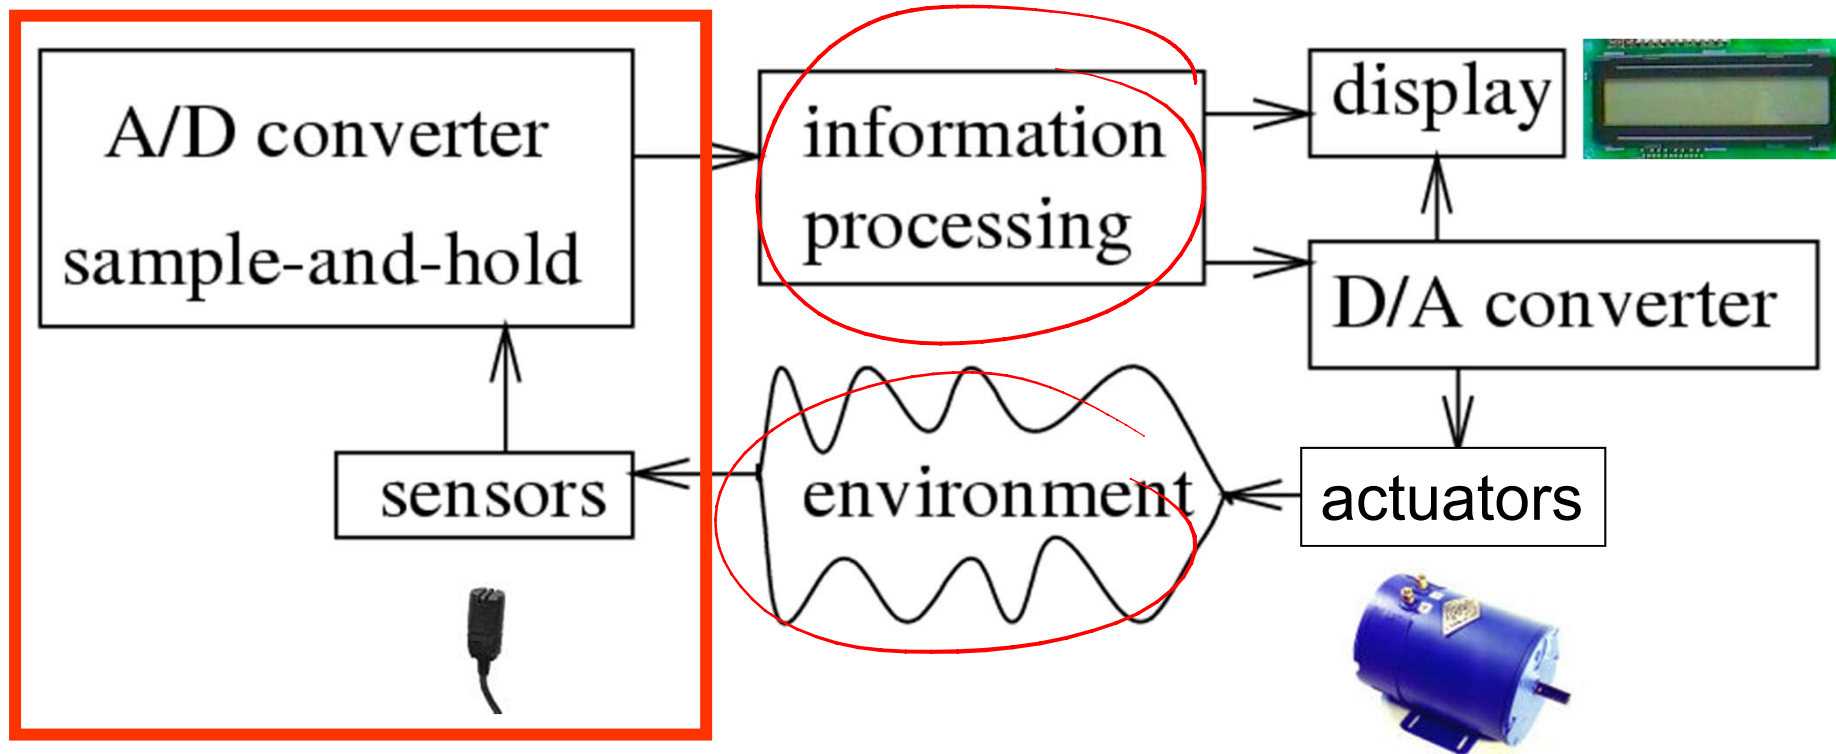 A/D converter
sample-and-hold
information
processing
display
D/A converter
sensors
environment
actuators